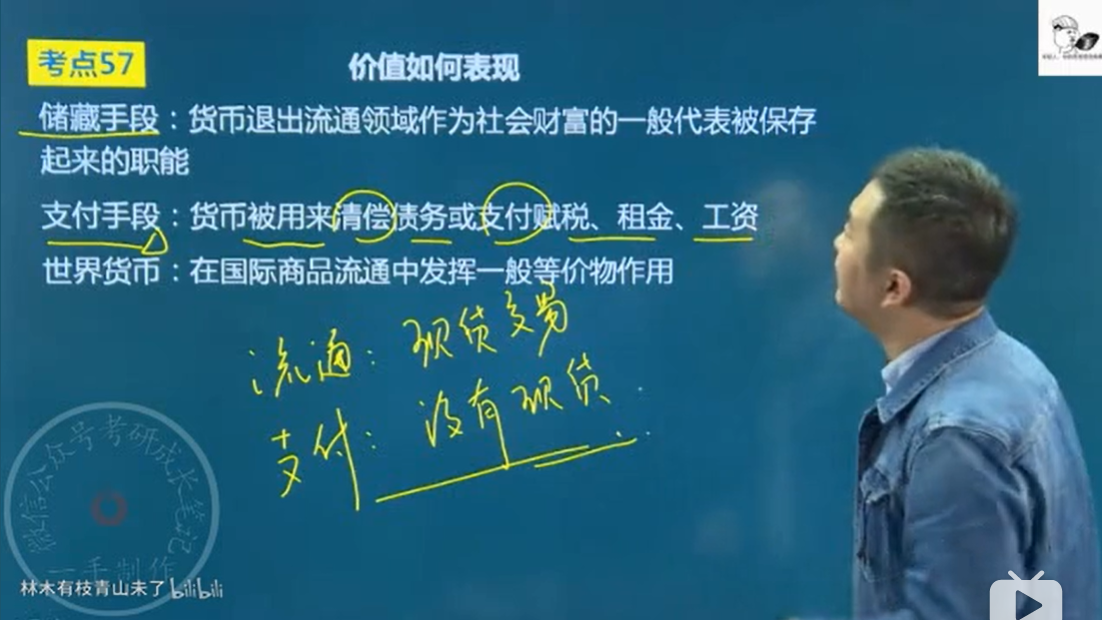 考点57
价值如何表现
储藏手段：货币退出流通领域作为社会财富的一般代表被保存
起来的职能
支付手段：货币被用来清偿债务或支付赋税、租金、工资
世界货币：在国际商品流通中发挥一般等价物作用
流通：现货交易
支付：没有现货
微信公众号考研成水笔记
一手制作
林木有枝青山未了 bilibili